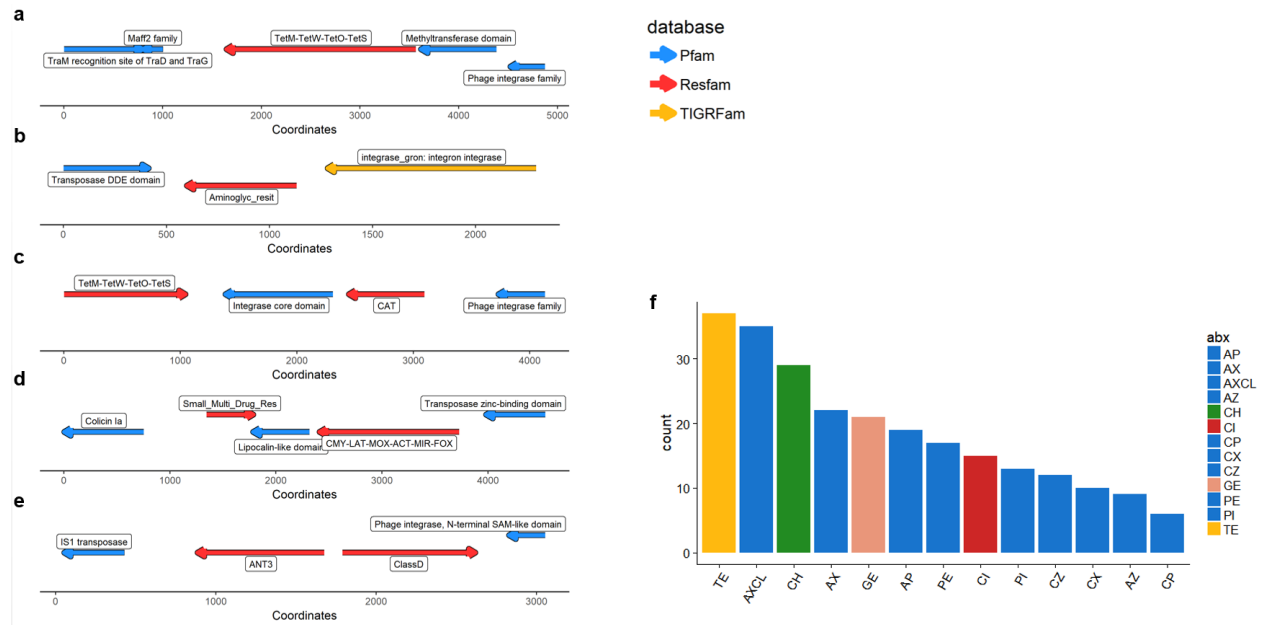 a
Maff2 family
TetM-TetW-TetO-TetS
Methyltransferase domain
TraM recognition site of TraD and TraG
Phage integrase family
0 1000 2000 3000 4000 5000
Coordinates
b
integrase_gron: integron integrase
Transposase DDE domain
Aminoglyc_resit
0 500 1000 1500 2000
Coordinates
c
TetM-TetW-TetO-TetS
Integrase core domain
CAT
Phage integrase family
0 1000 2000 3000 4000
Coordinates
d
Small_Multi_Drug_Res
Transposase zinc-binding domain
Colicin Ia
Lipocalin-like domain
CMY-LAT-MOX-ACT-MIR-FOX
0 1000 2000 3000 4000
Coordinates
e
Phage integrase, N-terminal SAM-like domain
IS1 transposase
ANT3
ClassD
0 1000 2000 3000
Coordinates
database
Pfam
Resfam
TIGRFam
f
count
30
20
10
0
TE AXCL CH AX GE AP PE CI PI CZ CX AZ CP
abx
AP
AX
AXCL
AZ
CH
CI
CP
CX
CZ
GE
PE
PI
TE